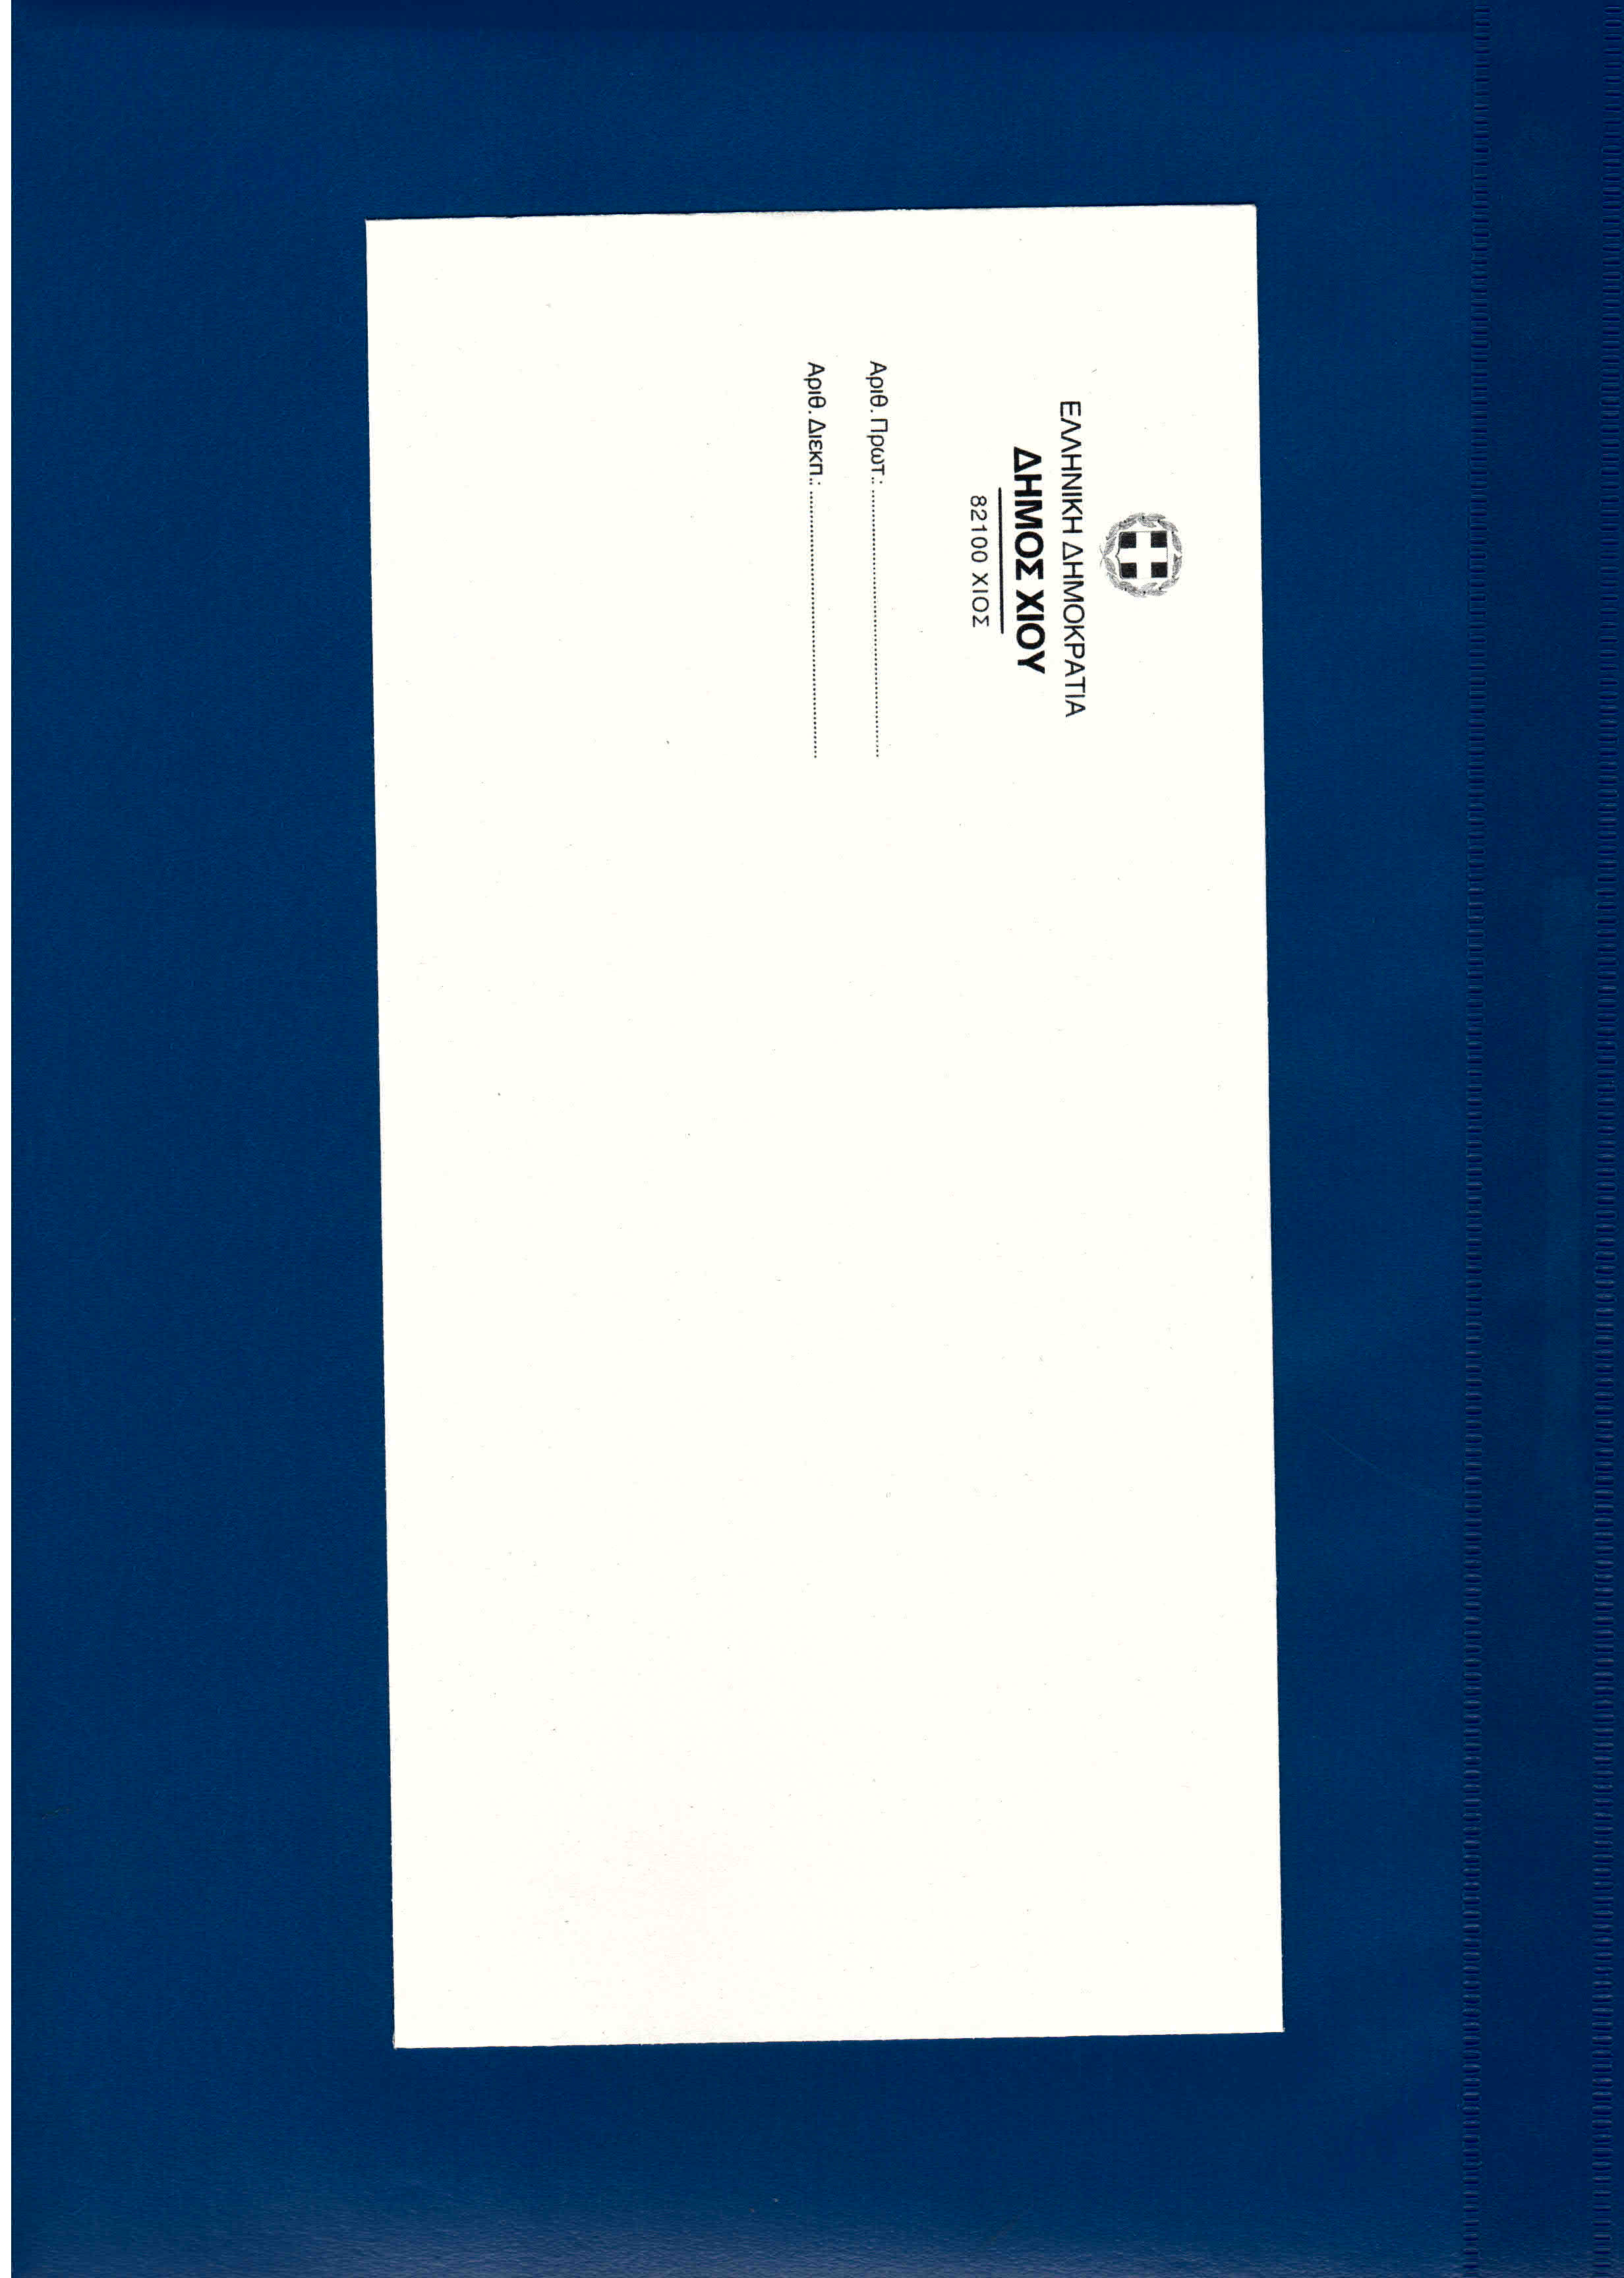 ΕΛΛΗΝΙΚΗ ΔΗΜΟΚΡΑΤΙΑ
ΔΗΜΟΣ ΧΙΟΥ
82100 ΧΙΟΣ
Αριθ. Πρωτ.: ........................................
Αριθ. Διεκπ.: ........................................